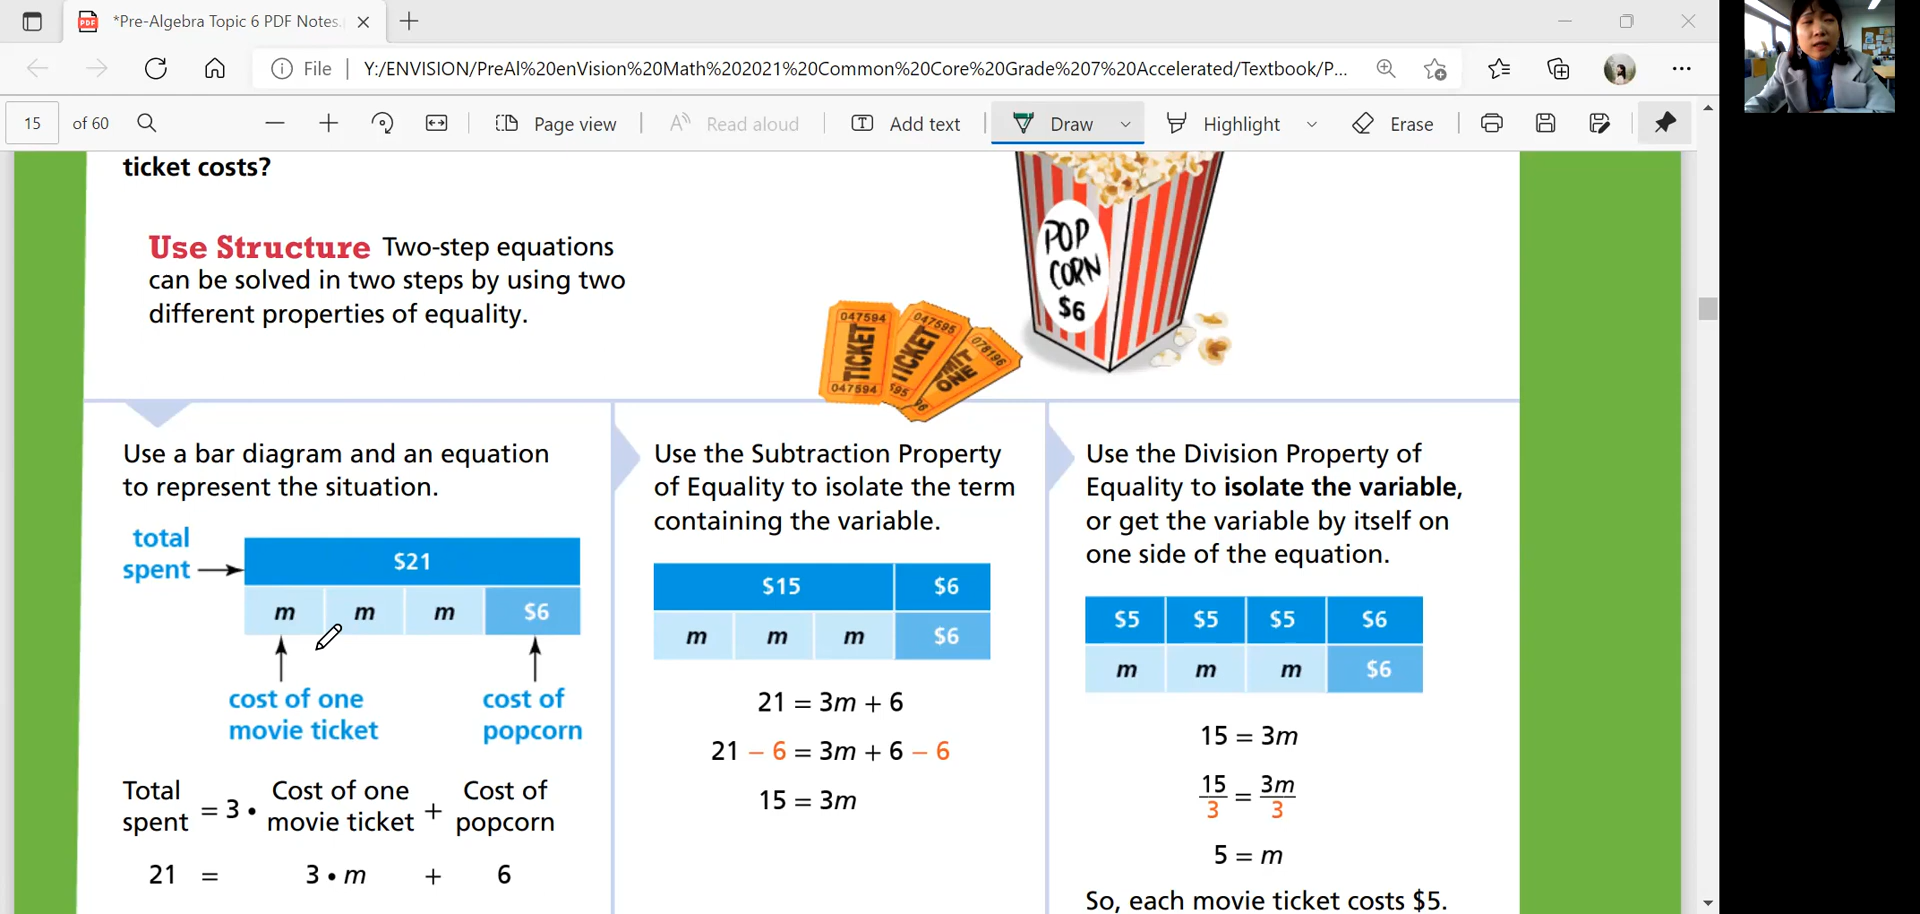 *Pre-Algebra Topic 6 PDF Notes.
File
Y:/ENVISION/PreAl%20enVision%20Math%202021%20Common%20Core%20Grade%207%20Accelerated/Textbook/P...
15 of 60
Page view
Read aloud
Add text
Draw
Highlight
Erase
ticket costs?
Use Structure Two-step equations
can be solved in two steps by using two
different properties of equality.
POP
CORN
$6
047594
TICKET
047594
047595
TICKET
95
078196
ONE
96
Use a bar diagram and an equation
to represent the situation.
total
spent
$21
m m m $6
cost of one
movie ticket
cost of
popcorn
Total
spent
= 3 •
Cost of one
movie ticket
+
Cost of
popcorn
21 = 3 • m + 6
Use the Subtraction Property
of Equality to isolate the term
containing the variable.
$15 $6
m m m $6
21 = 3m + 6
21 − 6 = 3m + 6 − 6
15 = 3m
Use the Division Property of
Equality to isolate the variable,
or get the variable by itself on
one side of the equation.
$5 $5 $5 $6
m m m $6
15 = 3m
15/3 = 3m/3
5 = m
So, each movie ticket costs $5.